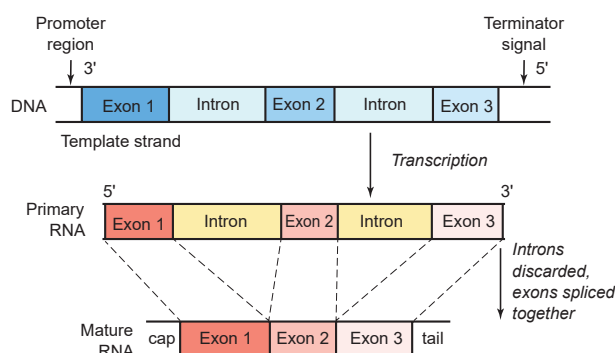 Promoter
region
Terminator
signal
3'
5'
DNA
Exon 1
Intron
Exon 2
Intron
Exon 3
Template strand
Transcription
5'
3'
Primary
RNA
Exon 1
Intron
Exon 2
Intron
Exon 3
Introns
discarded,
exons spliced
together
Mature
RNA
cap
Exon 1
Exon 2
Exon 3
tail